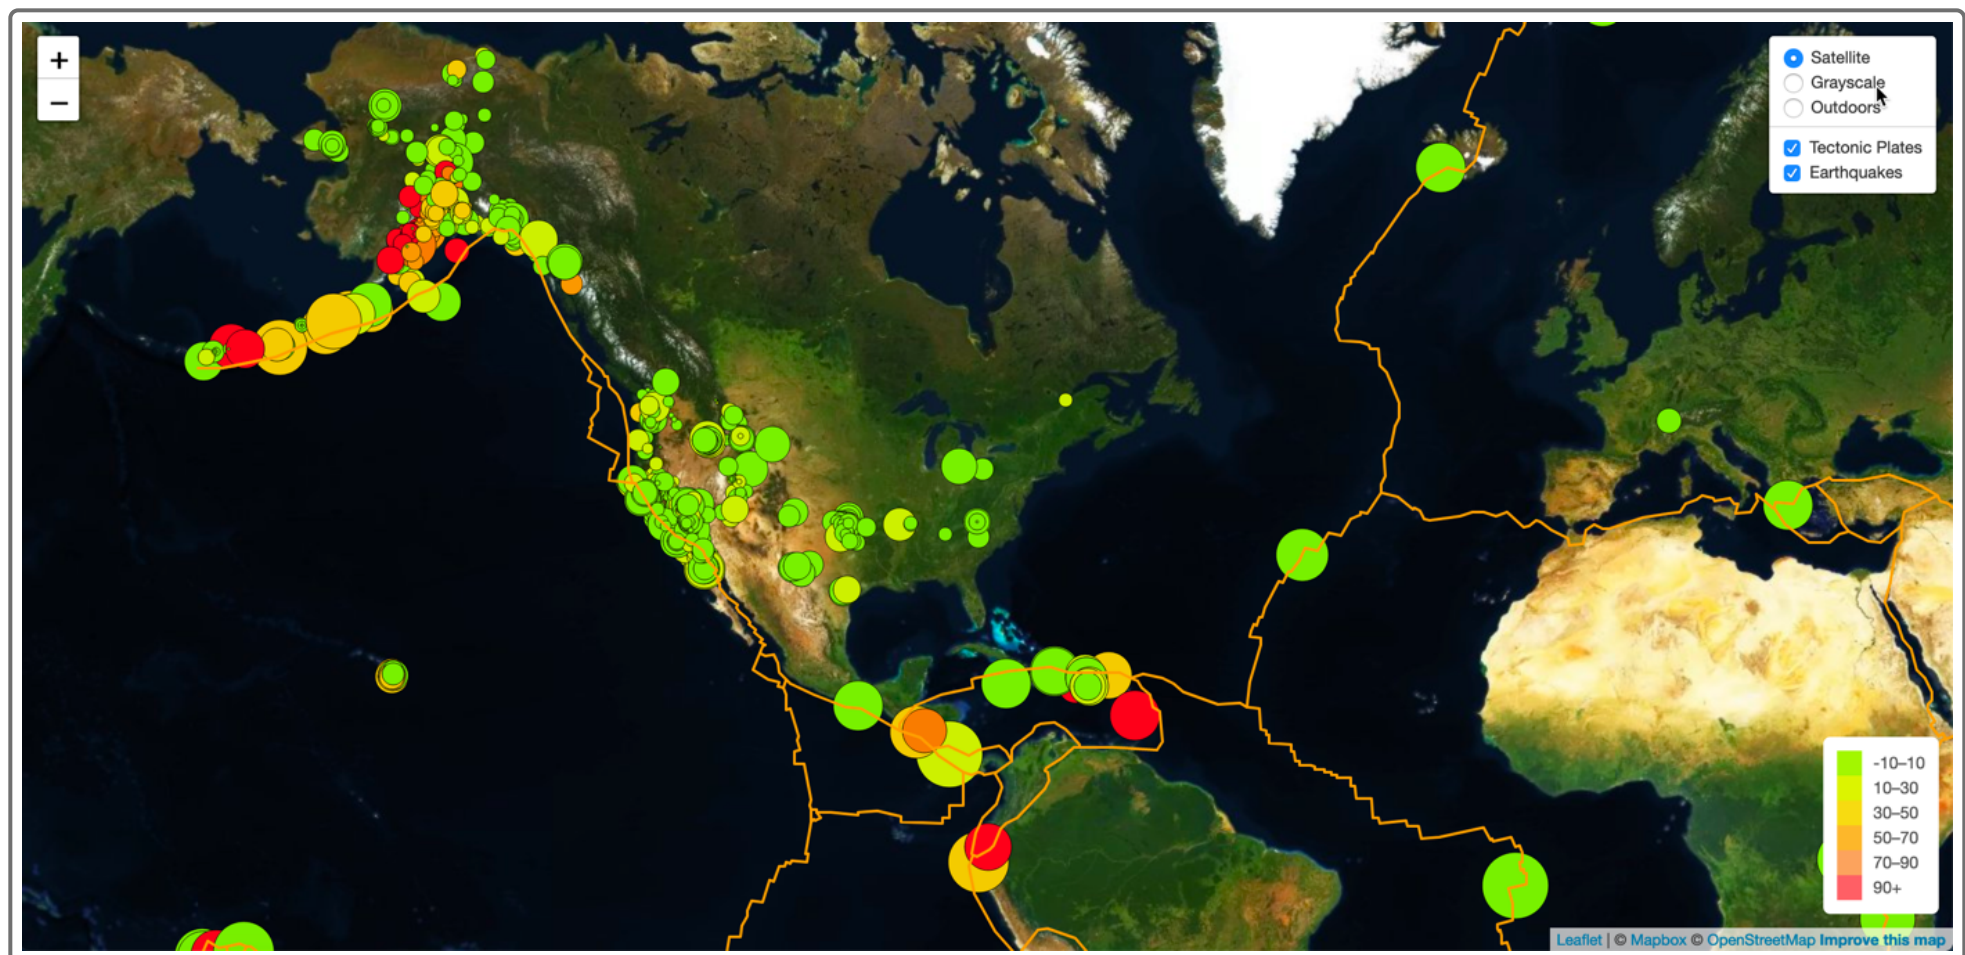 +
−
Satellite
Grayscale
Outdoors
Tectonic Plates
Earthquakes
-10–10
10–30
30–50
50–70
70–90
90+
Leaflet | © Mapbox © OpenStreetMap Improve this map